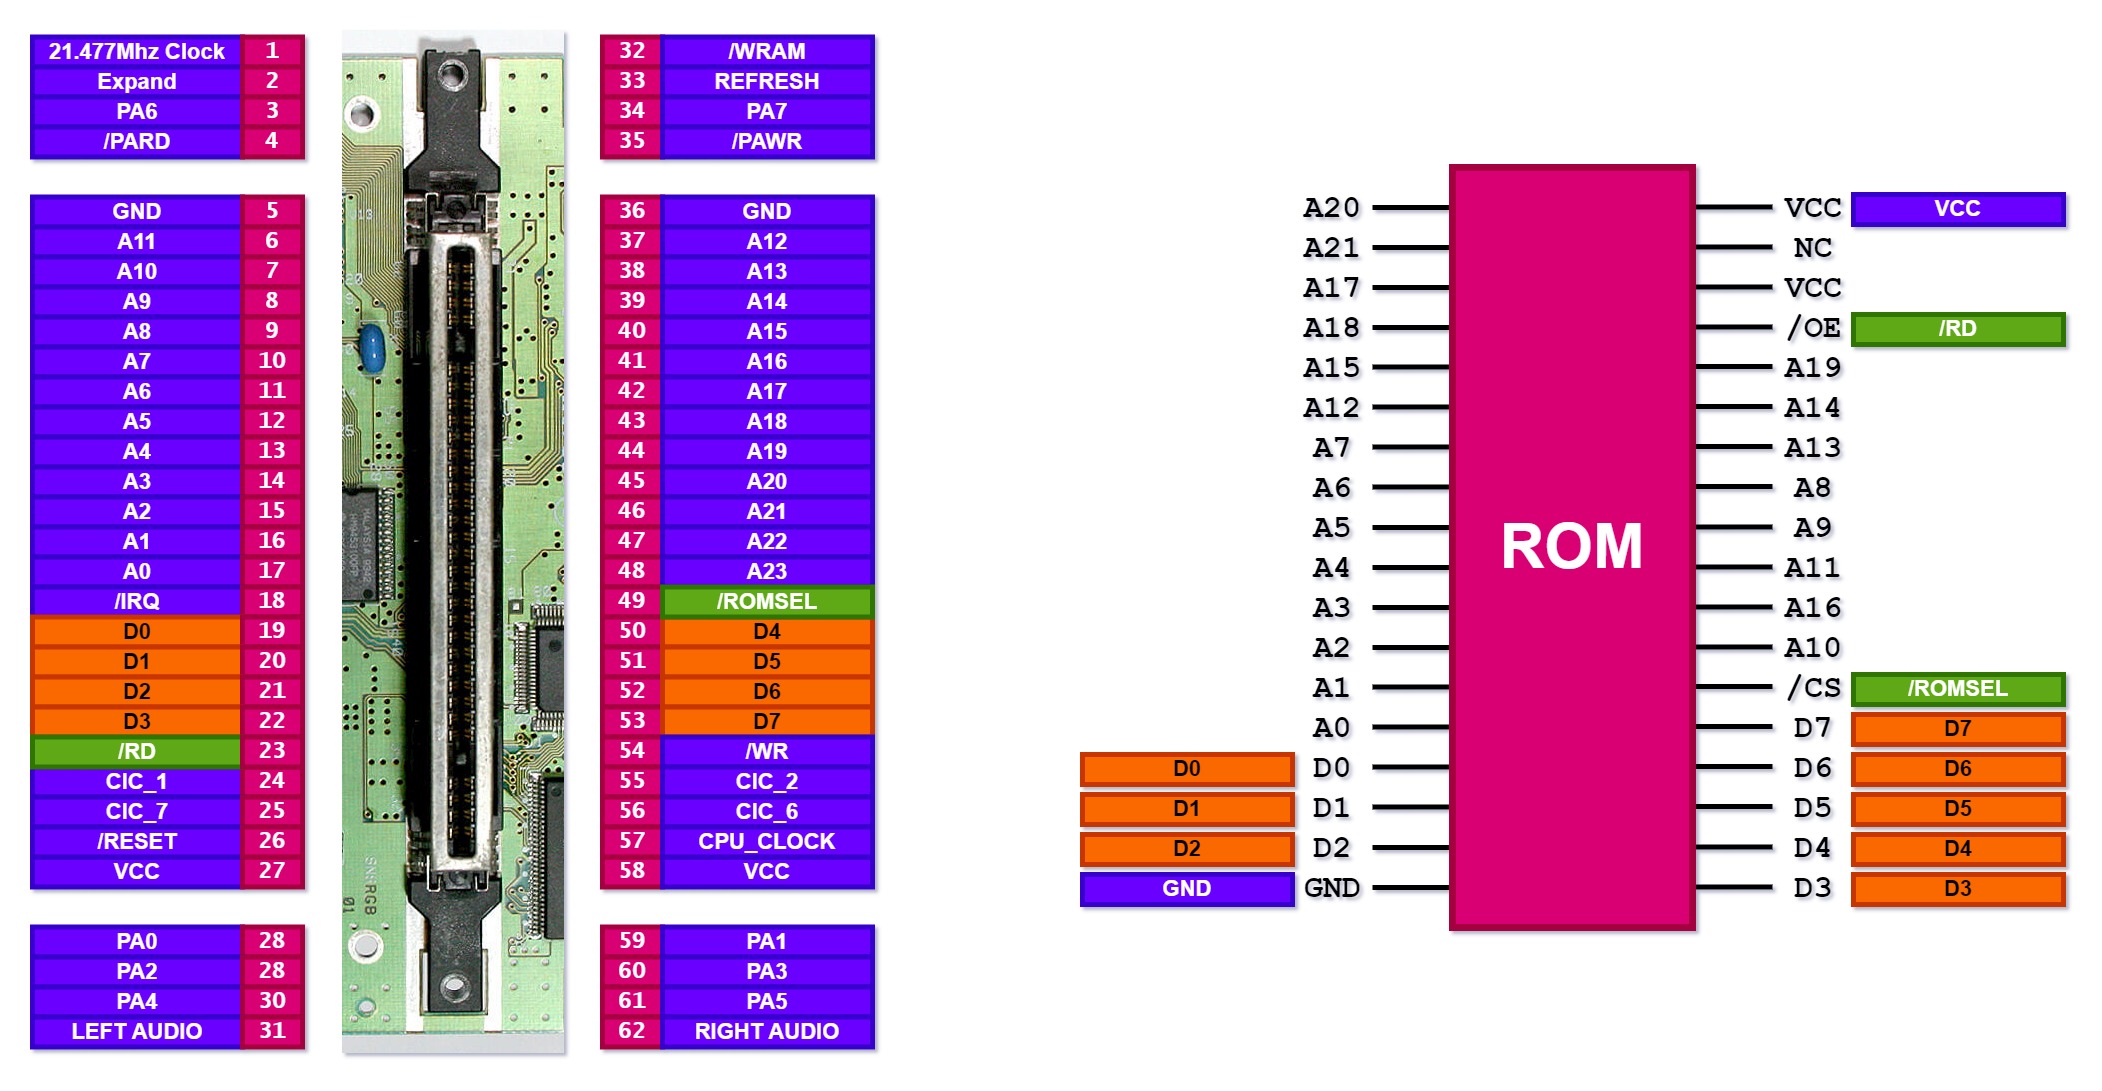 21.477Mhz Clock 1
Expand 2
PA6 3
/PARD 4
GND 5
A11 6
A10 7
A9 8
A8 9
A7 10
A6 11
A5 12
A4 13
A3 14
A2 15
A1 16
A0 17
/IRQ 18
D0 19
D1 20
D2 21
D3 22
/RD 23
CIC_1 24
CIC_7 25
/RESET 26
VCC 27
PA0 28
PA2 28
PA4 30
LEFT AUDIO 31
32 /WRAM
33 REFRESH
34 PA7
35 /PAWR
36 GND
37 A12
38 A13
39 A14
40 A15
41 A16
42 A17
43 A18
44 A19
45 A20
46 A21
47 A22
48 A23
49 /ROMSEL
50 D4
51 D5
52 D6
53 D7
54 /WR
55 CIC_2
56 CIC_6
57 CPU_CLOCK
58 VCC
59 PA1
60 PA3
61 PA5
62 RIGHT AUDIO
A20
A21
A17
A18
A15
A12
A7
A6
A5
A4
A3
A2
A1
A0
D0 D0
D1 D1
D2 D2
GND GND
ROM
VCC VCC
NC
VCC
/OE /RD
A19
A14
A13
A8
A9
A11
A16
A10
/CS /ROMSEL
D7 D7
D6 D6
D5 D5
D4 D4
D3 D3